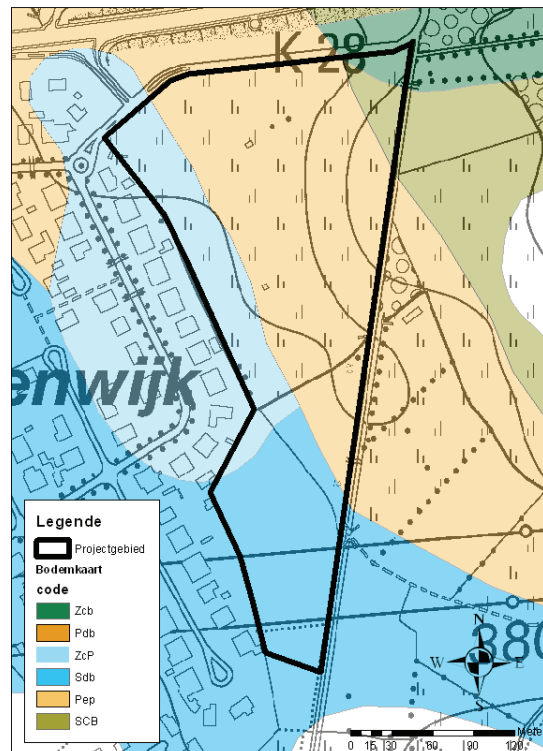 K 28
enwijk
380
N
W E
S
Legende
Projectgebied
Bodemkaart
code
Zcb
Pdb
ZcP
Sdb
Pep
SCB
Meters
0 15 30 60 90 120